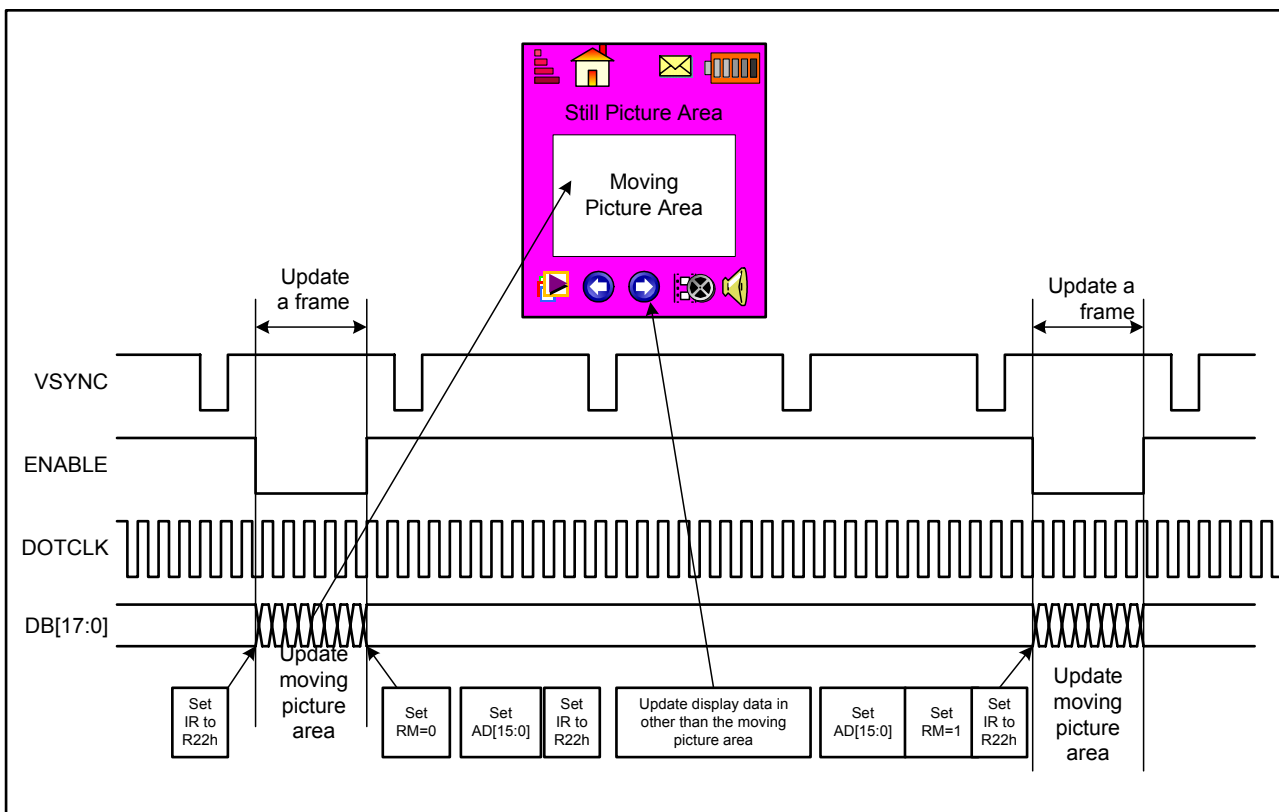 Still Picture Area
Moving
Picture Area
Update
a frame
Update a
frame
VSYNC
ENABLE
DOTCLK
DB[17:0]
Update
moving
picture
area
Update
moving
picture
area
Set
IR to
R22h
Set
RM=0
Set
AD[15:0]
Set
IR to
R22h
Update display data in
other than the moving
picture area
Set
AD[15:0]
Set
RM=1
Set
IR to
R22h